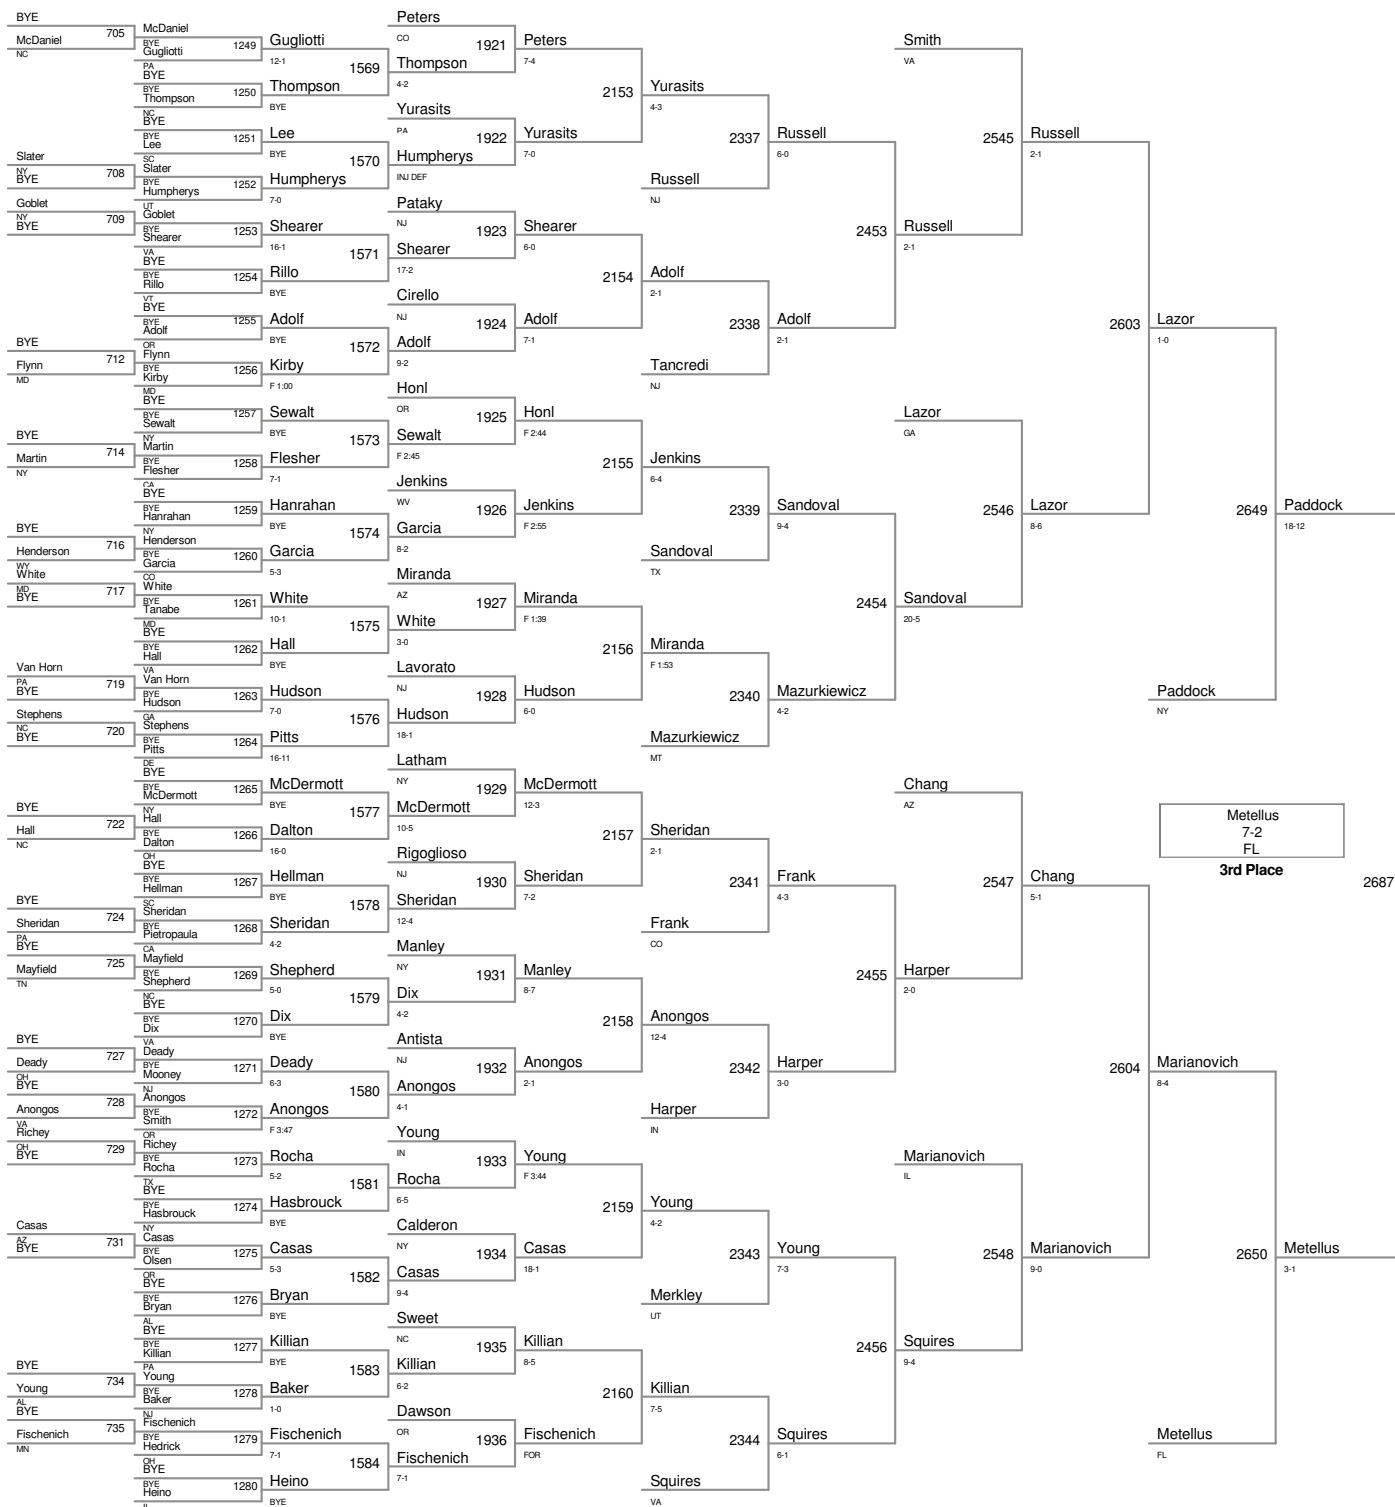 BYE
705
McDaniel
NC
Slater
NY
708
BYE
Goblet
NY
709
BYE
BYE
712
Flynn
MD
BYE
714
Martin
NY
BYE
716
Henderson
WY
White
MD
717
BYE
Van Horn
PA
719
BYE
Stephens
NC
720
BYE
BYE
722
Hall
NC
BYE
724
Sheridan
PA
BYE
725
Mayfield
TN
BYE
727
Deady
OH
BYE
728
Anongos
VA
Richey
OH
729
BYE
Casas
AZ
731
BYE
BYE
734
Young
AL
BYE
735
Fischenich
MN
McDaniel
BYE
1249
Gugliotti
PA
BYE
BYE
1250
Thompson
NC
BYE
BYE
1251
Lee
SC
Slater
BYE
1252
Humpherys
UT
Goblet
BYE
1253
Shearer
VA
BYE
BYE
1254
Rillo
VT
BYE
BYE
1255
Adolf
OR
Flynn
BYE
1256
Kirby
MD
BYE
BYE
1257
Sewalt
NY
Martin
BYE
1258
Flesher
CA
BYE
BYE
1259
Hanrahan
NY
Henderson
BYE
1260
Garcia
CO
White
BYE
1261
Tanabe
MD
BYE
BYE
1262
Hall
VA
Van Horn
BYE
1263
Hudson
GA
Stephens
BYE
1264
Pitts
DE
BYE
BYE
1265
McDermott
NY
Hall
BYE
1266
Dalton
OH
BYE
BYE
1267
Hellman
SC
Sheridan
BYE
1268
Pietropaula
CA
Mayfield
BYE
1269
Shepherd
NC
BYE
BYE
1270
Dix
VA
Deady
BYE
1271
Mooney
NJ
Anongos
BYE
1272
Smith
OR
Richey
BYE
1273
Rocha
TX
BYE
BYE
1274
Hasbrouck
NY
Casas
BYE
1275
Olsen
OR
BYE
BYE
1276
Bryan
AL
BYE
BYE
1277
Killian
PA
Young
BYE
1278
Baker
NJ
Fischenich
BYE
1279
Hedrick
OH
BYE
BYE
1280
Heino
Gugliotti
12-1
1569
Thompson
BYE
Lee
BYE
1570
Humpherys
7-0
Shearer
16-1
1571
Rillo
BYE
Adolf
BYE
1572
Kirby
F 1:00
Sewalt
BYE
1573
Flesher
7-1
Hanrahan
BYE
1574
Garcia
5-3
White
10-1
1575
Hall
BYE
Hudson
7-0
1576
Pitts
16-11
McDermott
BYE
1577
Dalton
16-0
Hellman
BYE
1578
Sheridan
4-2
Shepherd
5-0
1579
Dix
BYE
Deady
6-3
1580
Anongos
F 3:47
Rocha
5-2
1581
Hasbrouck
BYE
Casas
5-3
1582
Bryan
BYE
Killian
BYE
1583
Baker
1-0
Fischenich
7-1
1584
Heino
BYE
Peters
CO
1921
Thompson
4-2
Yurasits
PA
1922
Humpherys
INJ DEF
Pataky
NJ
1923
Shearer
17-2
Cirello
NJ
1924
Adolf
9-2
Honl
OR
1925
Sewalt
F 2:45
Jenkins
WV
1926
Garcia
8-2
Miranda
AZ
1927
White
3-0
Lavorato
NJ
1928
Hudson
18-1
Latham
NY
1929
McDermott
10-5
Rigoglioso
NJ
1930
Sheridan
12-4
Manley
NY
1931
Dix
4-2
Antista
NJ
1932
Anongos
4-1
Young
IN
1933
Rocha
6-5
Calderon
NY
1934
Casas
9-4
Sweet
NC
1935
Killian
6-2
Dawson
OR
1936
Fischenich
7-1
Peters
7-4
2153
Yurasits
7-0
Shearer
6-0
2154
Adolf
7-1
Honl
F 2:44
2155
Jenkins
F 2:55
Miranda
F 1:39
2156
Hudson
6-0
McDermott
12-3
2157
Sheridan
7-2
Manley
8-7
2158
Anongos
2-1
Young
F 3:44
2159
Casas
18-1
Killian
8-5
2160
Fischenich
FOR
Yurasits
4-3
2337
Russell
NJ
Adolf
2-1
2338
Tancredi
NJ
Jenkins
6-4
2339
Sandoval
TX
Miranda
F 1:53
2340
Mazurkiewicz
MT
Sheridan
2-1
2341
Frank
CO
Anongos
12-4
2342
Harper
IN
Young
4-2
2343
Merkley
UT
Killian
7-5
2344
Squires
VA
Russell
6-0
2453
Adolf
2-1
Sandoval
9-4
2454
Mazurkiewicz
4-2
Frank
4-3
2455
Harper
3-0
Young
7-3
2456
Squires
6-1
Smith
VA
2545
Russell
2-1
Lazor
GA
2546
Sandoval
20-5
Chang
AZ
2547
Harper
2-0
Marianovich
IL
2548
Squires
9-4
Russell
2-1
2603
Lazor
8-6
Chang
5-1
2604
Marianovich
9-0
Lazor
1-0
2649
Paddock
NY
Marianovich
8-4
2650
Metellus
FL
Paddock
18-12
Metellus
7-2
FL
3rd Place
2687
Metellus
3-1